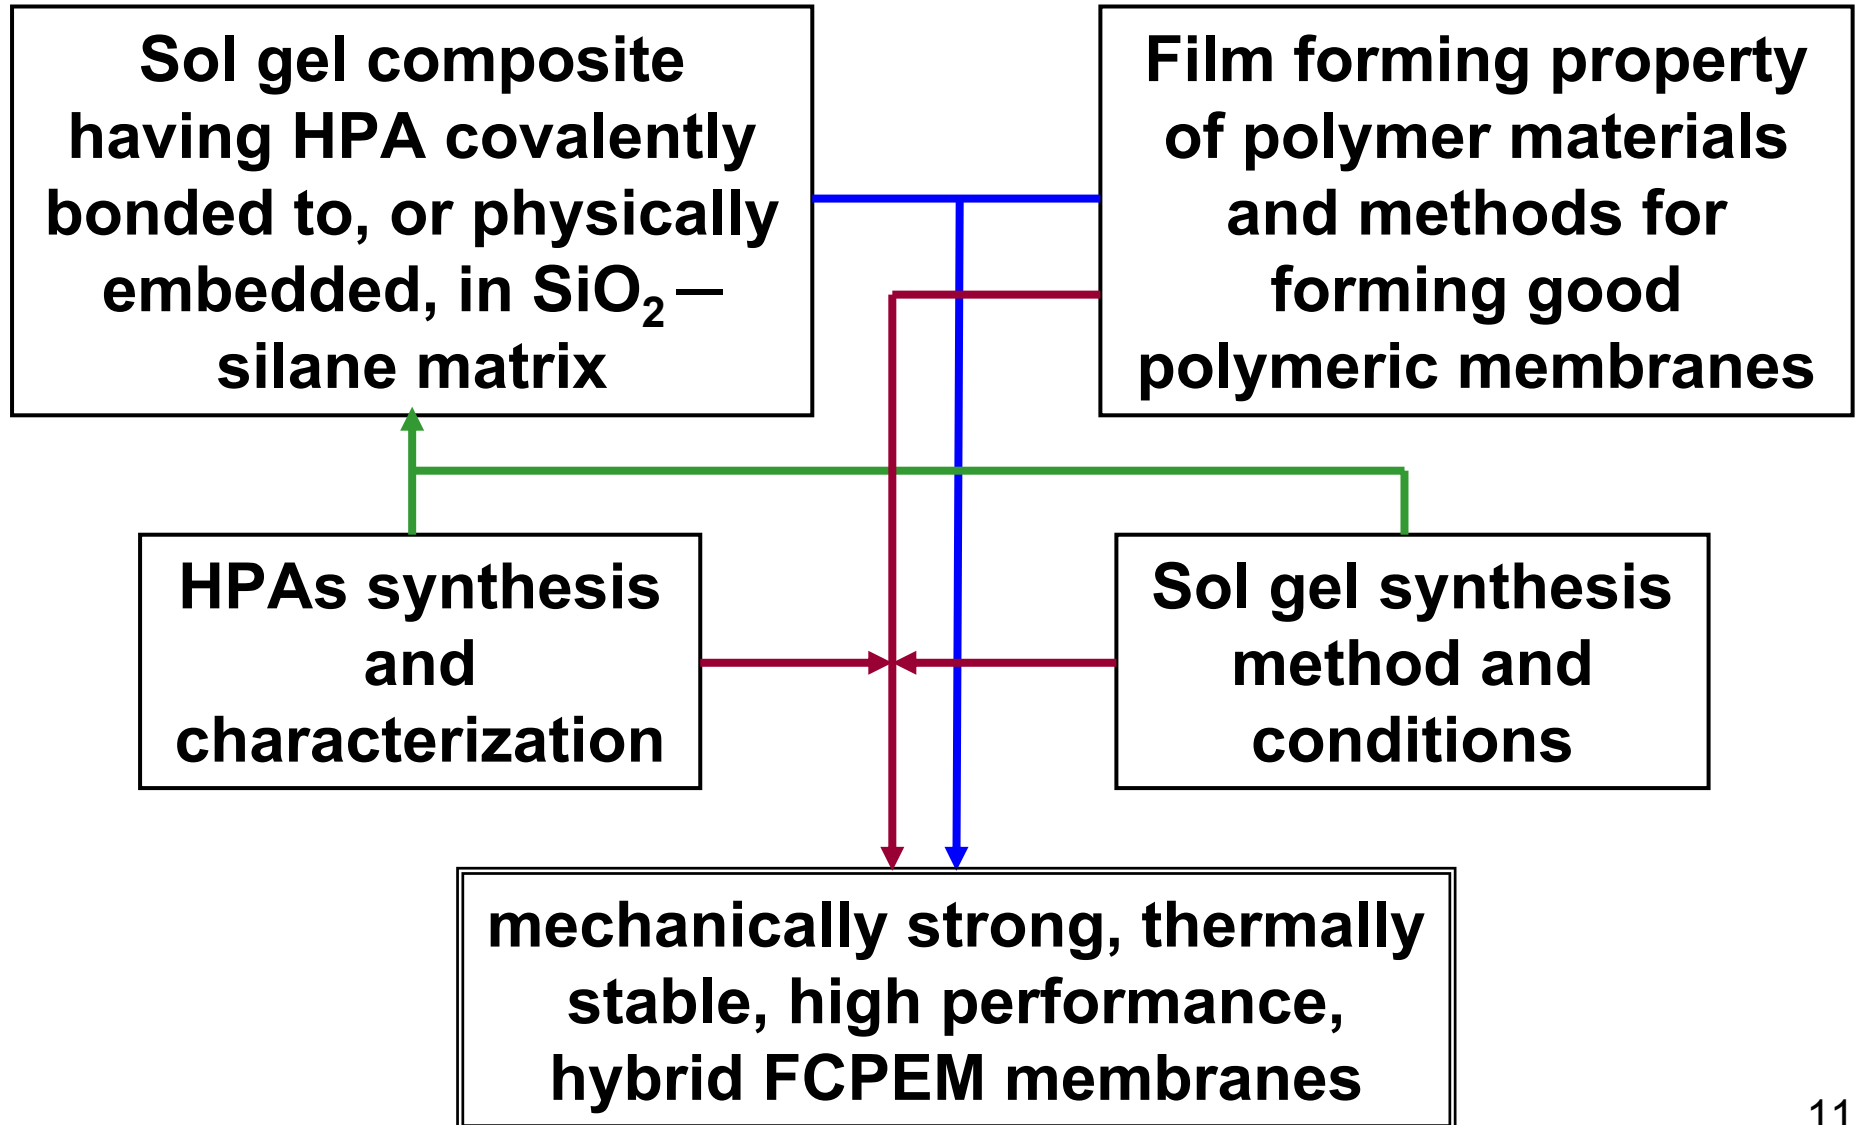 Sol gel composite
having HPA covalently
bonded to, or physically
embedded, in SiO₂ —
silane matrix
Film forming property
of polymer materials
and methods for
forming good
polymeric membranes
HPAs synthesis
and
characterization
Sol gel synthesis
method and
conditions
mechanically strong, thermally
stable, high performance,
hybrid FCPEM membranes
11